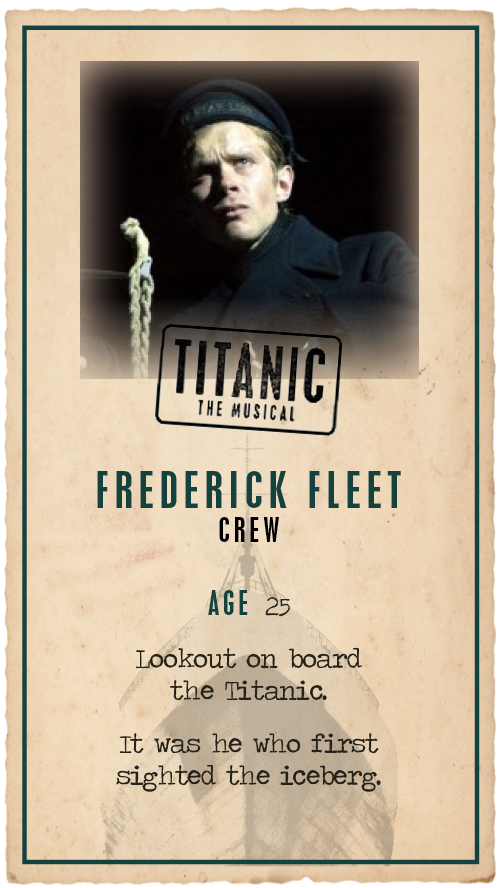 TITANIC
THE MUSICAL
FREDERICK FLEET
CREW
AGE 25
Lookout on board
the Titanic.
It was he who first
sighted the iceberg.